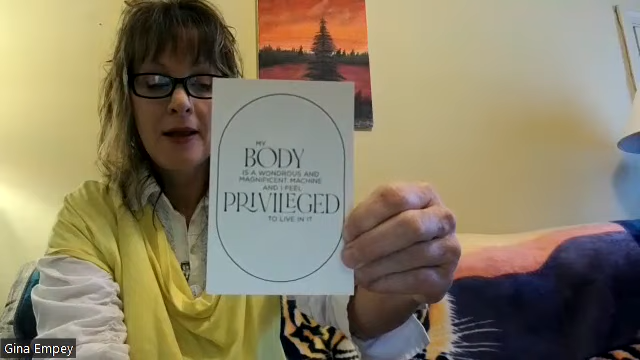 MY
BODY
IS A WONDROUS AND
MAGNIFICENT MACHINE
AND I FEEL
PRIVILEGED
TO LIVE IN IT
Gina Empey